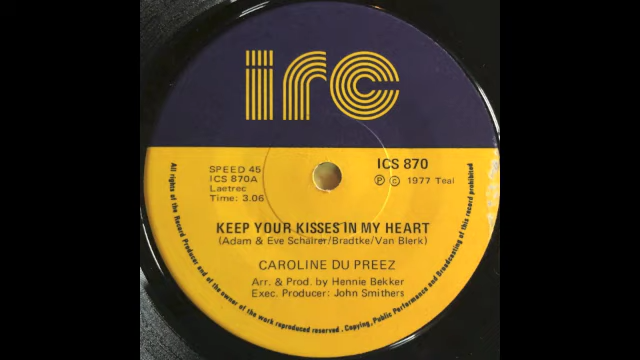 irc
ICS 870
SPEED 45
ICS 870A
Laetrec
Time: 3.06
Ⓟ © 1977 Teal
KEEP YOUR KISSES IN MY HEART
(Adam & Eve Schärer/Bradtke/Van Blerk)
CAROLINE DU PREEZ
Arr. & Prod. by Hennie Bekker
Exec. Producer: John Smithers
All rights of the Record Producer and of the owner of the work reproduced reserved. Copying, Public Performance and Broadcasting of this record prohibited